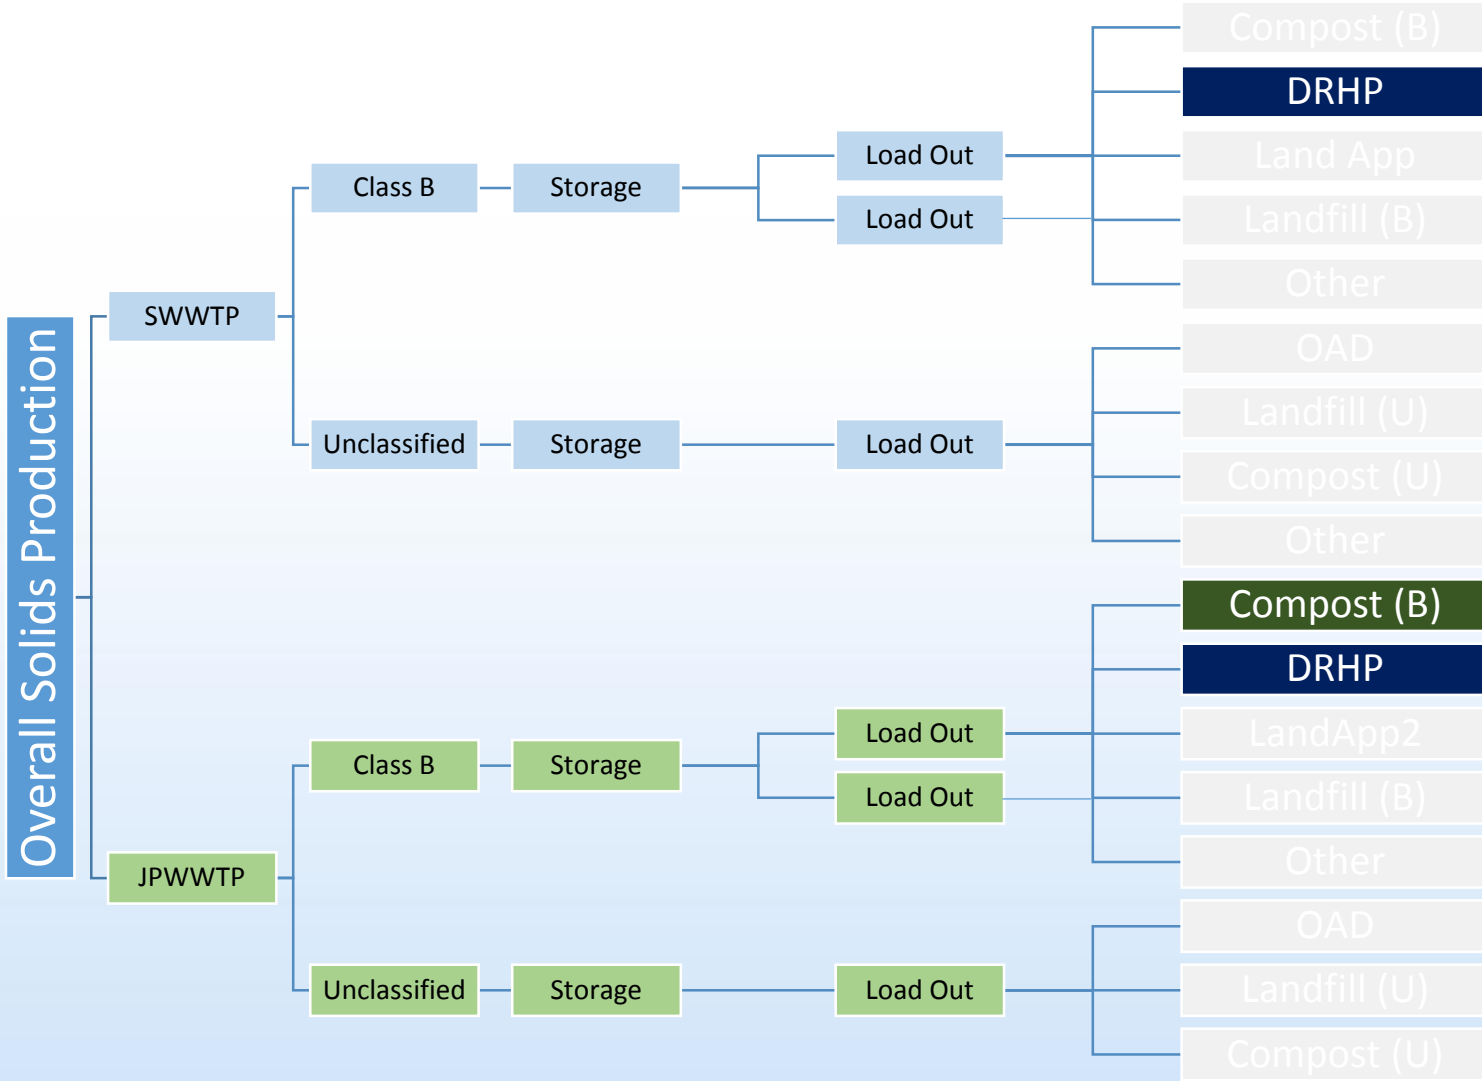 Overall Solids Production
SWWTP
Class B
Storage
Load Out
Load Out
Compost (B)
DRHP
Land App
Landfill (B)
Other
Unclassified
Storage
Load Out
OAD
Landfill (U)
Compost (U)
Other
JPWWTP
Class B
Storage
Load Out
Load Out
Compost (B)
DRHP
LandApp2
Landfill (B)
Other
Unclassified
Storage
Load Out
OAD
Landfill (U)
Compost (U)